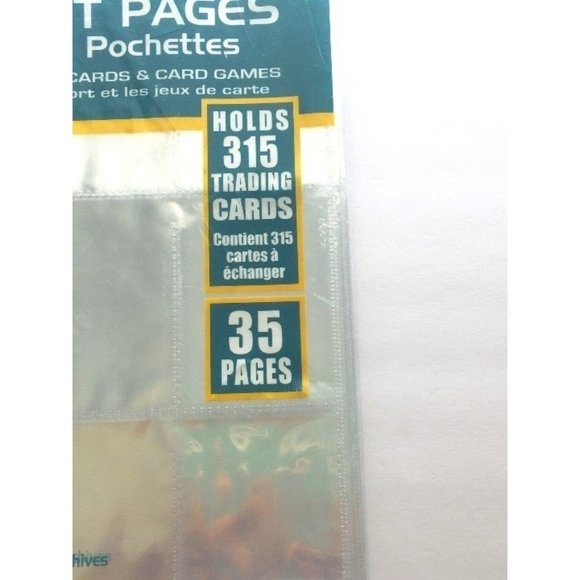 T PAGES
Pochettes
CARDS & CARD GAMES
ort et les jeux de carte
HOLDS
315
TRADING
CARDS
Contient 315
cartes à
échanger
35
PAGES
hives